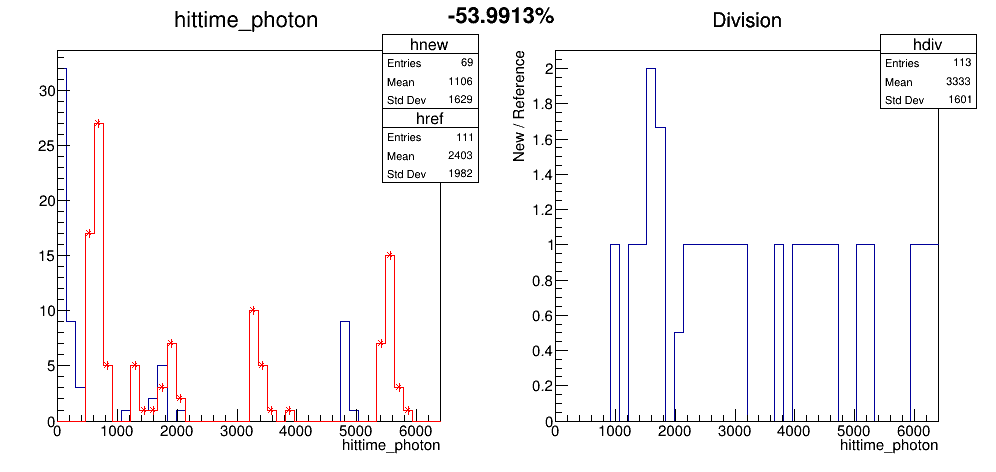 hittime_photon
-53.9913%
Division
hnew
Entries 69
Mean 1106
Std Dev 1629
href
Entries 111
Mean 2403
Std Dev 1982
30
25
20
15
10
5
0
0 1000 2000 3000 4000 5000 6000
hittime_photon
hdiv
Entries 113
Mean 3333
Std Dev 1601
New / Reference
2
1.8
1.6
1.4
1.2
1
0.8
0.6
0.4
0.2
0
0 1000 2000 3000 4000 5000 6000
hittime_photon